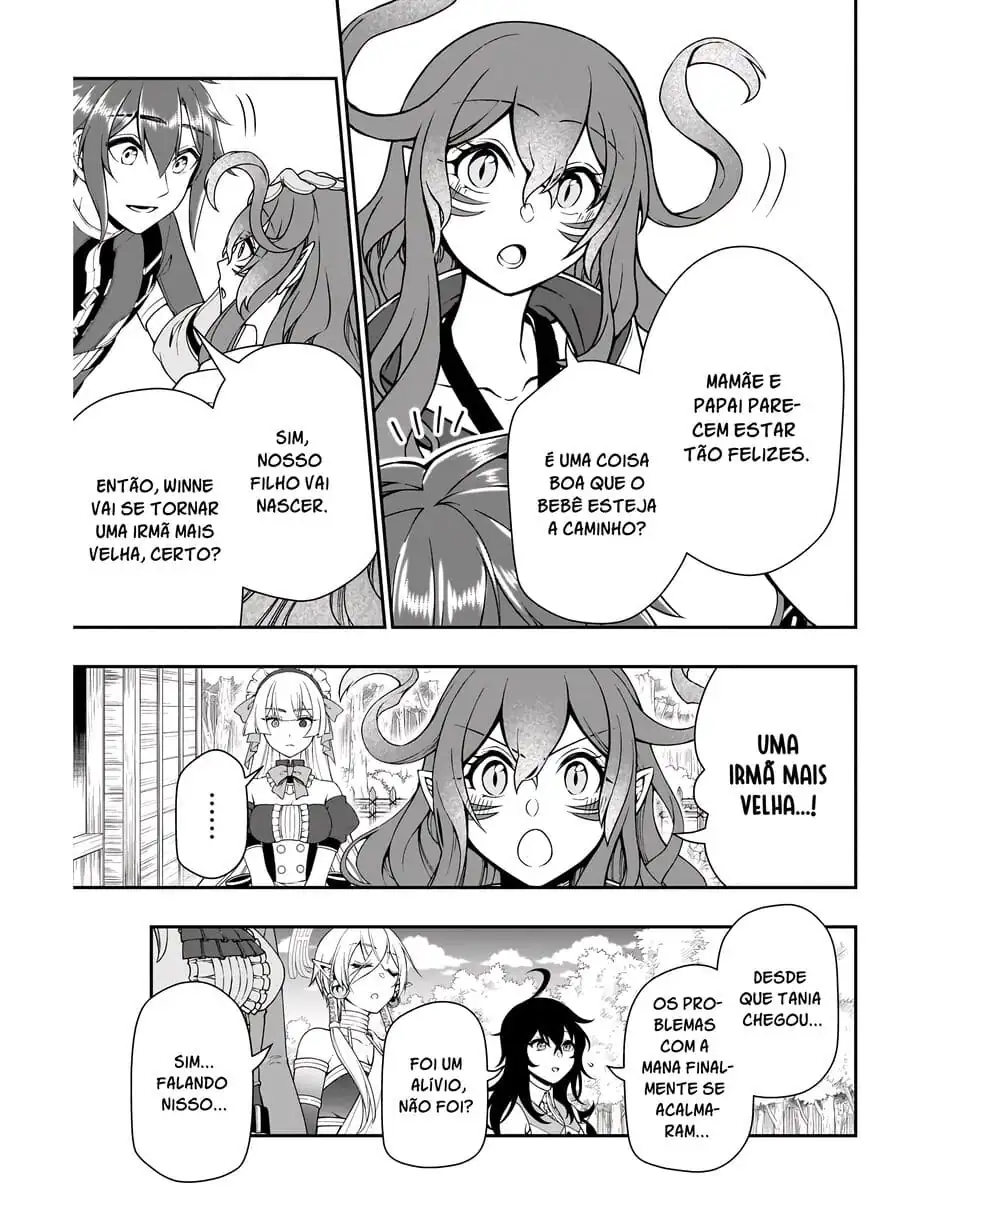 MAMÃE E
PAPAI PARE-
CEM ESTAR
TÃO FELIZES.
É UMA COISA
BOA QUE O
BEBÊ ESTEJA
A CAMINHO?
SIM,
NOSSO
FILHO VAI
NASCER.
ENTÃO, WINNE
VAI SE TORNAR
UMA IRMÃ MAIS
VELHA, CERTO?
UMA
IRMÃ MAIS
VELHA...!
......
DESDE
QUE TANIA
CHEGOU...
OS PRO-
BLEMAS
COM A
MANA FINAL-
MENTE SE
ACALMA-
RAM...
FOI UM
ALÍVIO,
NÃO FOI?
SIM...
FALANDO
NISSO...